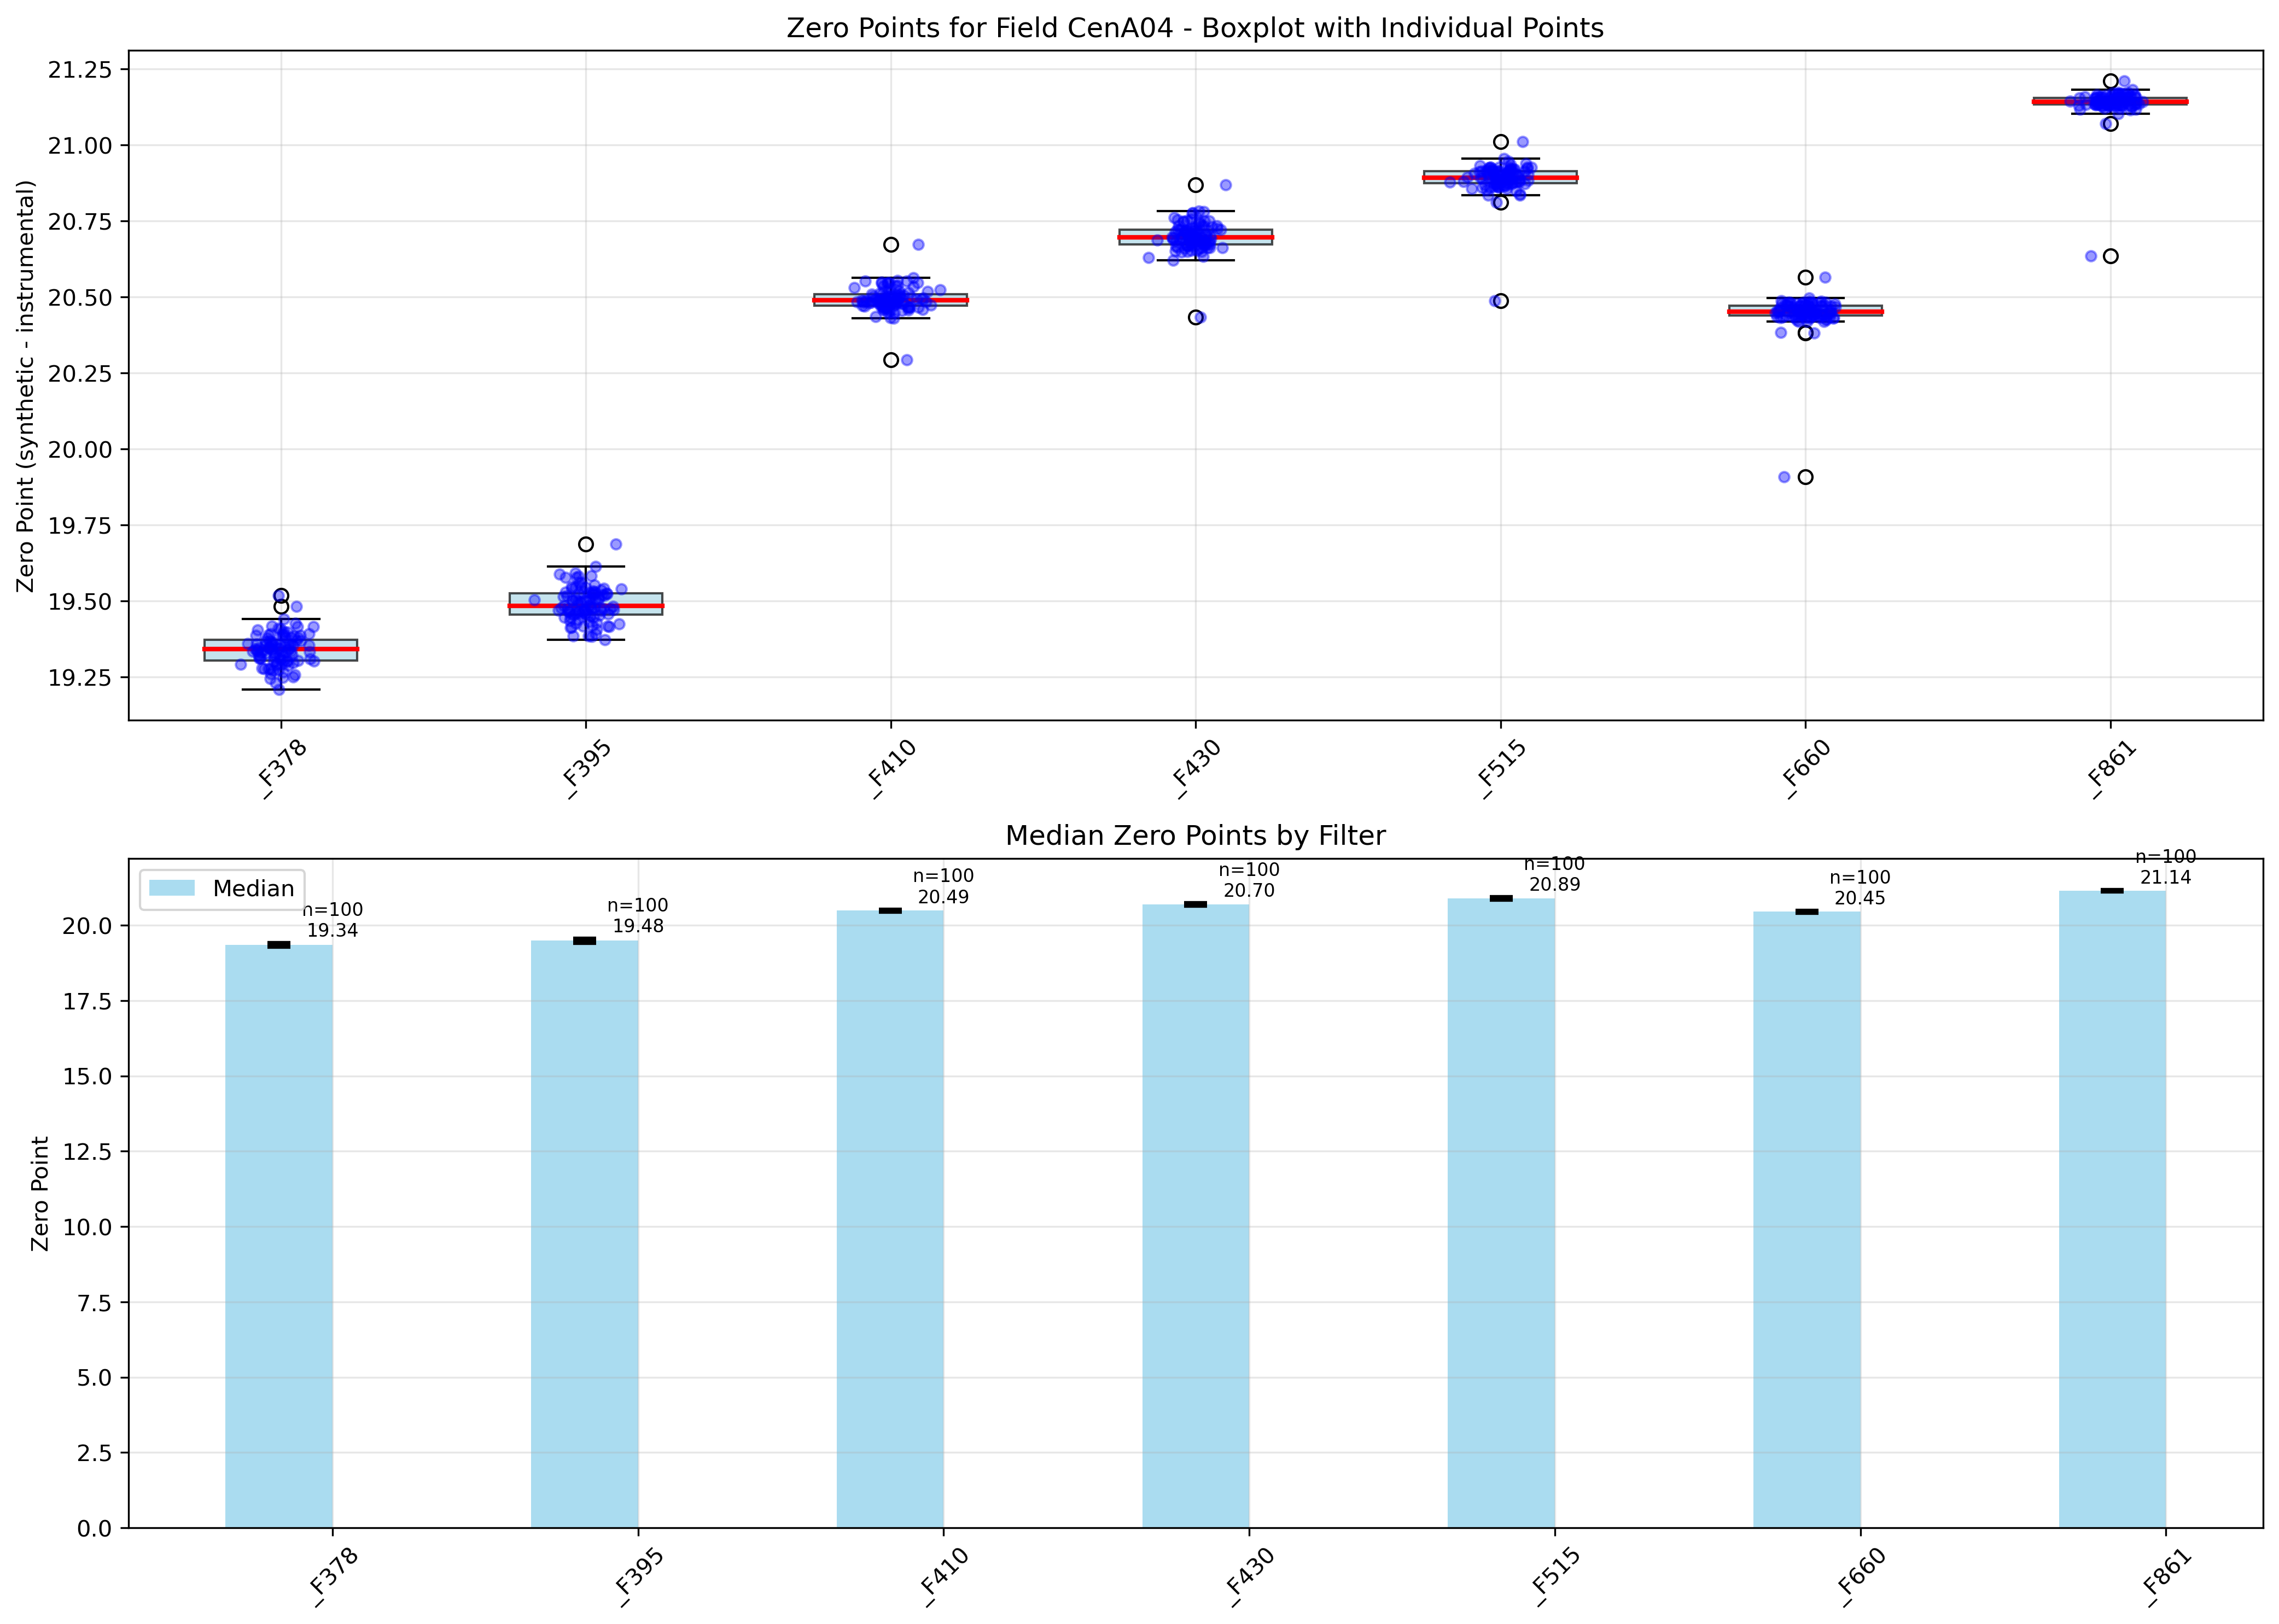 Zero Points for Field CenA04 - Boxplot with Individual Points
Zero Point (synthetic - instrumental)
21.25
21.00
20.75
20.50
20.25
20.00
19.75
19.50
19.25
_F378
_F395
_F410
_F430
_F515
_F660
_F861
Median Zero Points by Filter
Zero Point
20.0
17.5
15.0
12.5
10.0
7.5
5.0
2.5
0.0
Median
n=100
19.34
n=100
19.48
n=100
20.49
n=100
20.70
n=100
20.89
n=100
20.45
n=100
21.14
_F378
_F395
_F410
_F430
_F515
_F660
_F861